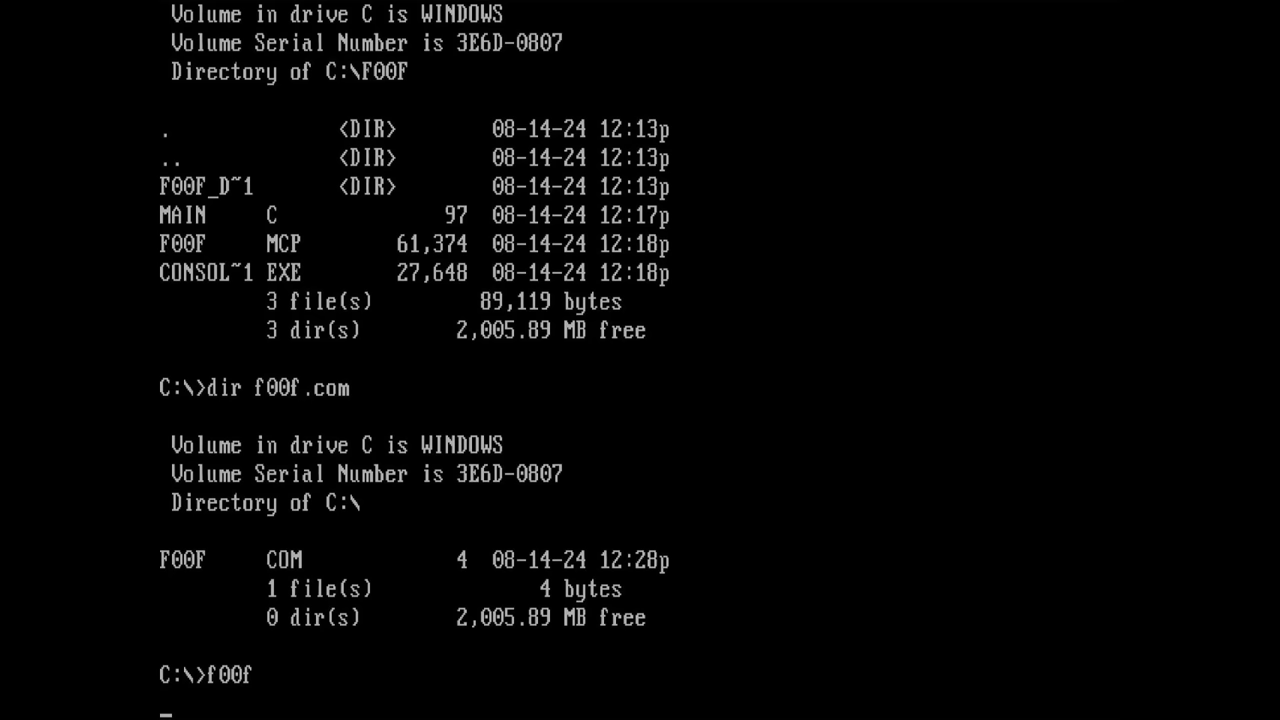 Volume in drive C is WINDOWS
Volume Serial Number is 3E6D-0807
Directory of C:\F00F
.              <DIR>        08-14-24 12:13p
..             <DIR>        08-14-24 12:13p
F00F_D~1       <DIR>        08-14-24 12:13p
MAIN     C              97  08-14-24 12:17p
F00F     MCP        61,374  08-14-24 12:18p
CONSOL~1 EXE        27,648  08-14-24 12:18p
         3 file(s)         89,119 bytes
         3 dir(s)        2,005.89 MB free
C:\>dir f00f.com
Volume in drive C is WINDOWS
Volume Serial Number is 3E6D-0807
Directory of C:\
F00F     COM             4  08-14-24 12:28p
         1 file(s)              4 bytes
         0 dir(s)        2,005.89 MB free
C:\>f00f